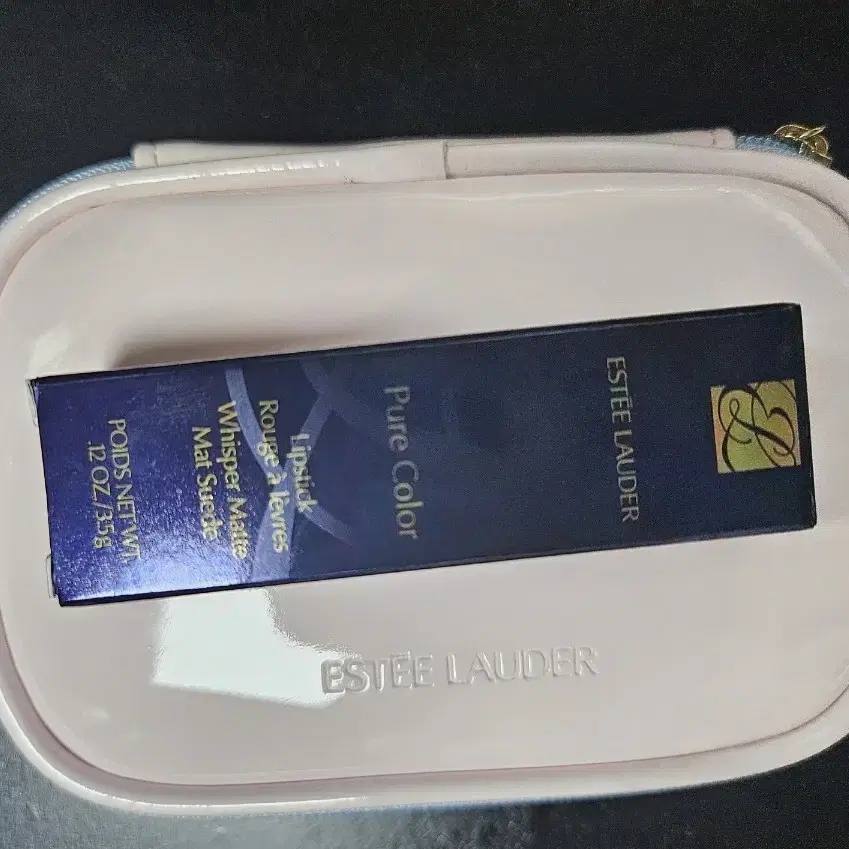 ESTĒE LAUDER
Pure Color
Lipstick
Rouge à lèvres
Whisper Matte
Mat Suede
POIDS NET WT.
.12 OZ./3.5g
ESTĒE LAUDER